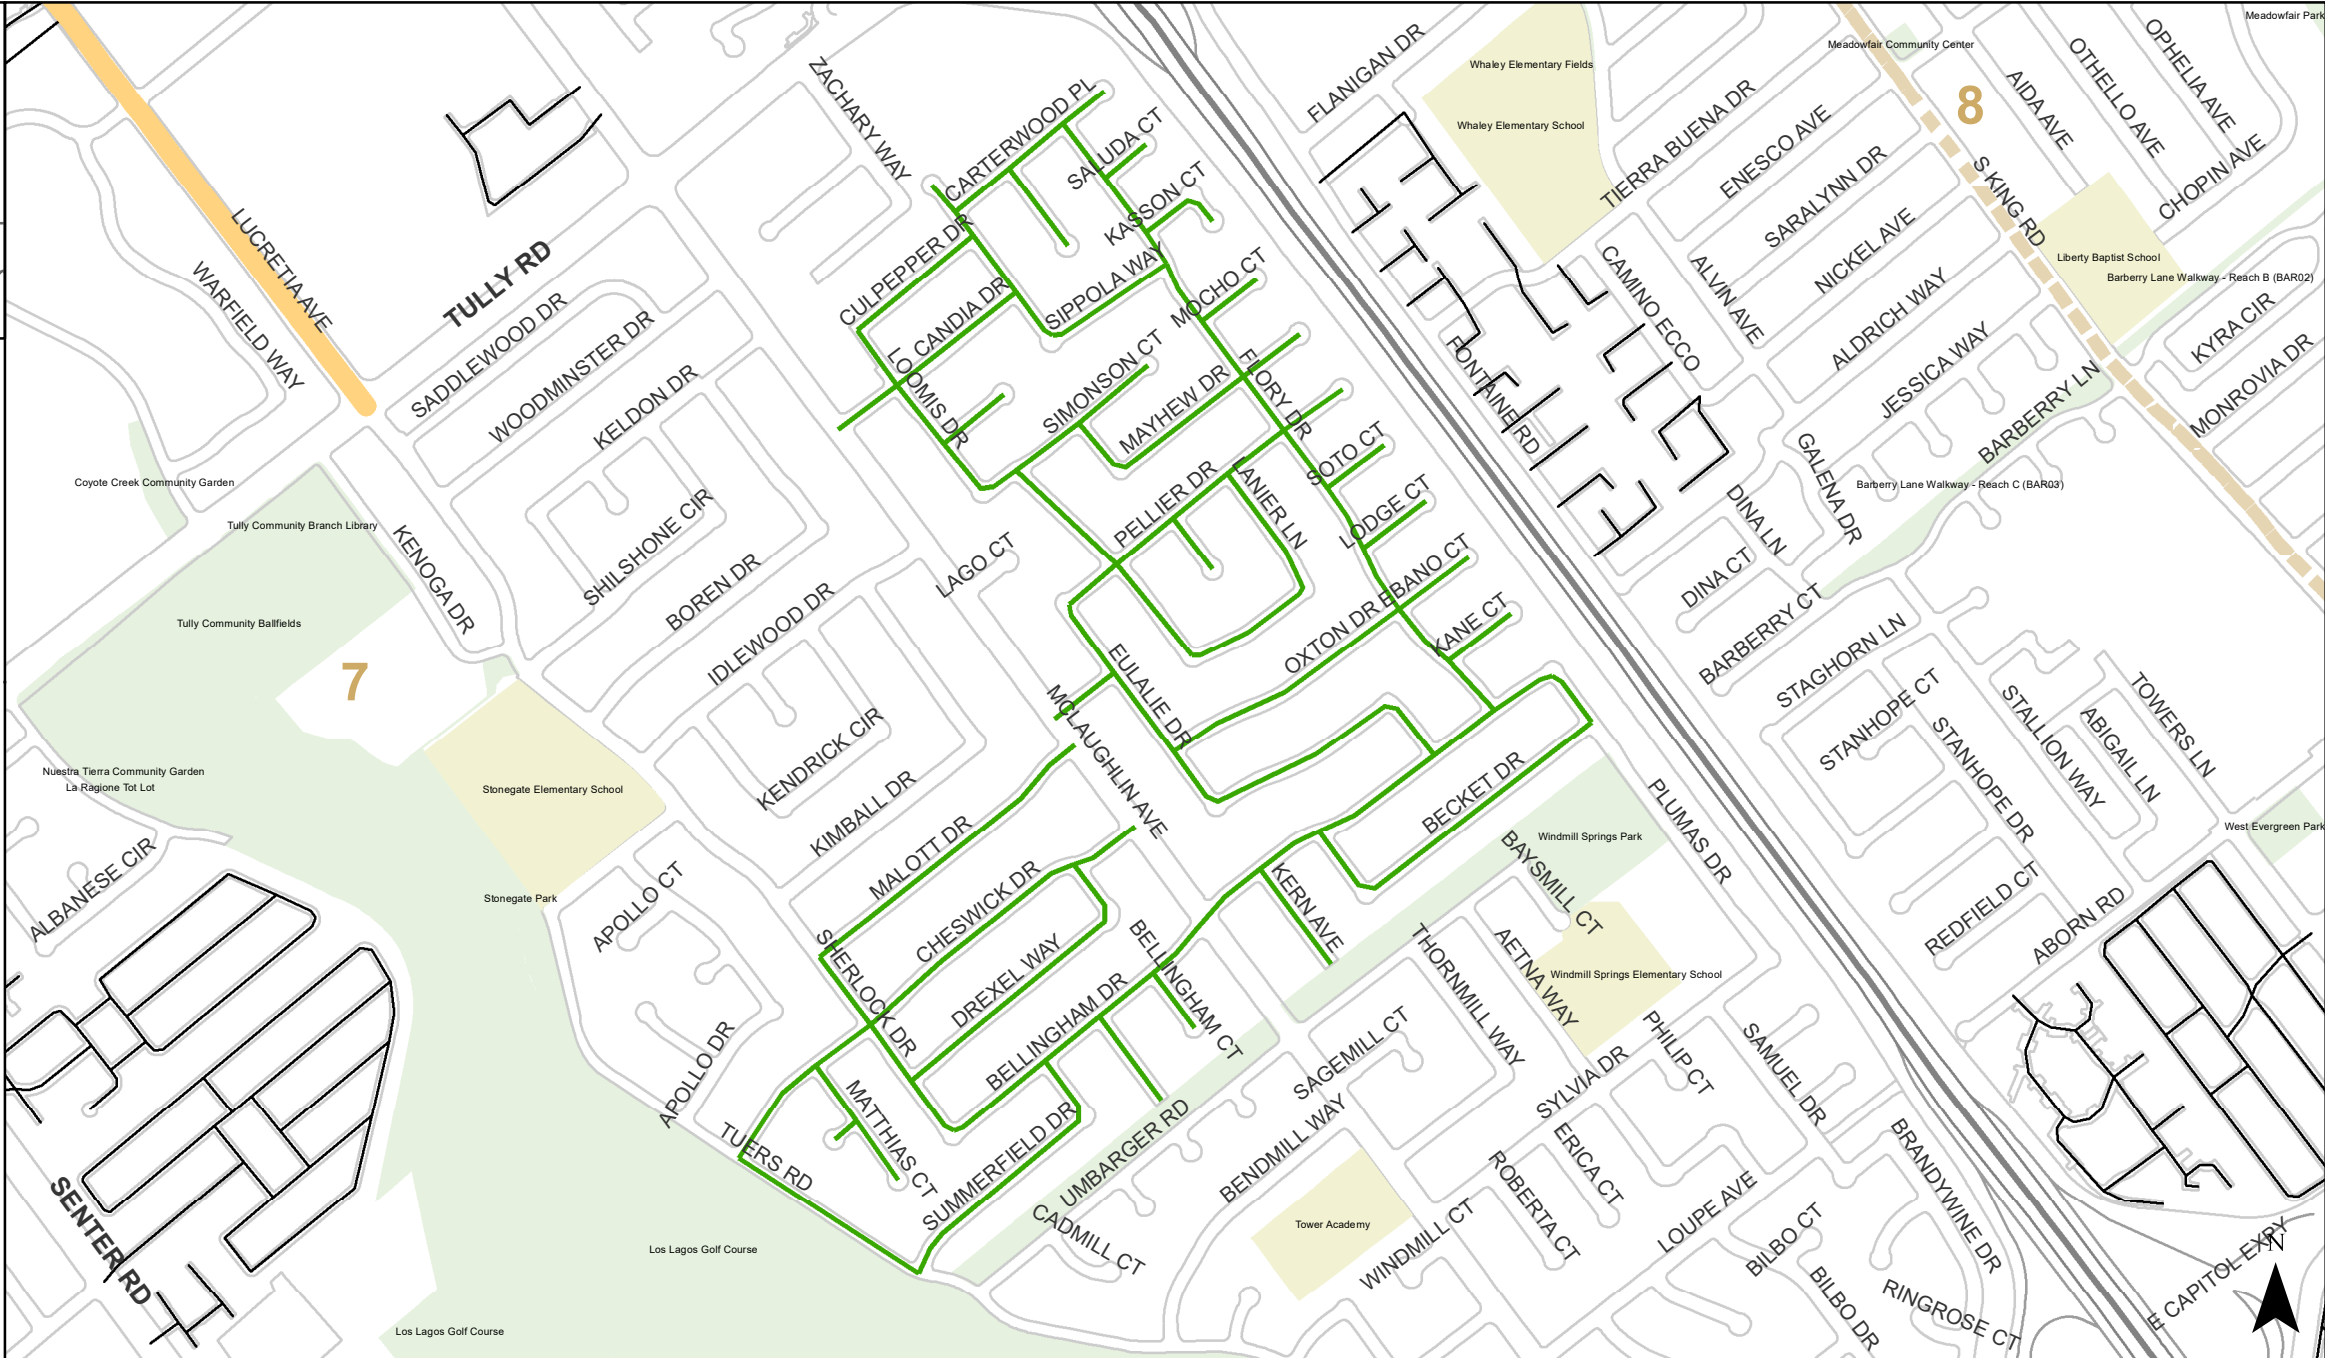 Meadowfair Park
OPHELIA AVE
OTHELLO AVE
Meadowfair Community Center
FLANIGAN DR
Whaley Elementary Fields
ZACHARY WAY
AIDA AVE
8
CARTERWOOD PL
TIERRA BUENA DR
Whaley Elementary School
SALUDA CT
ENESCO AVE
CHOPIN AVE
SARALYNN DR
S KING RD
KASSON CT
LUCRETIA AVE
CULPEPPER DR
NICKEL AVE
Liberty Baptist School
Barberry Lane Walkway - Reach B (BAR02)
TULLY RD
WARFIELD WAY
CANDIA DR
SIPPOLA WAY
MOCHO CT
CAMINO ECCO
ALVIN AVE
ALDRICH WAY
KYRA CIR
SADDLEWOOD DR
WOODMINSTER DR
LOOMIS DR
SIMONSON CT
JESSICA WAY
MONROVIA DR
KELDON DR
MAYHEW DR
FLORY DR
FONTAINE RD
BARBERRY LN
Coyote Creek Community Garden
SOTO CT
GALENA DR
Barberry Lane Walkway - Reach C (BAR03)
Tully Community Branch Library
SHILSHONE CIR
PELLIER DR
LANIER LN
LODGE CT
DINA LN
KENOGA DR
BOREN DR
LAGO CT
EBANO CT
DINA CT
Tully Community Ballfields
IDLEWOOD DR
OXTON DR
KANE CT
BARBERRY CT
STAGHORN LN
7
EULALIE DR
STANHOPE CT
STALLION WAY
TOWERS LN
MCLAUGHLIN AVE
KENDRICK CIR
STANHOPE DR
ABIGAIL LN
Nuestra Tierra Community Garden
La Ragione Tot Lot
Stonegate Elementary School
KIMBALL DR
BECKET DR
PLUMAS DR
Windmill Springs Park
West Evergreen Park
MALOTT DR
BAYSMILL CT
ALBANESE CIR
Stonegate Park
APOLLO CT
CHESWICK DR
KERN AVE
REDFIELD CT
ABORN RD
SHERLOCK DR
DREXEL WAY
BELLINGHAM CT
THORNMILL WAY
AETNA WAY
Windmill Springs Elementary School
BELLINGHAM DR
SAGEMILL CT
PHILIP CT
SAMUEL DR
APOLLO DR
SYLVIA DR
MATTHIAS CT
SUMMERFIELD DR
UMBARGER RD
BENDMILL WAY
TUERS RD
ERICA CT
BRANDYWINE DR
SENTER RD
ROBERTA CT
LOUPE AVE
CADMILL CT
Tower Academy
WINDMILL CT
BILBO CT
Los Lagos Golf Course
E CAPITOL EXPY
N
BILBO DR
RINGROSE CT
Los Lagos Golf Course